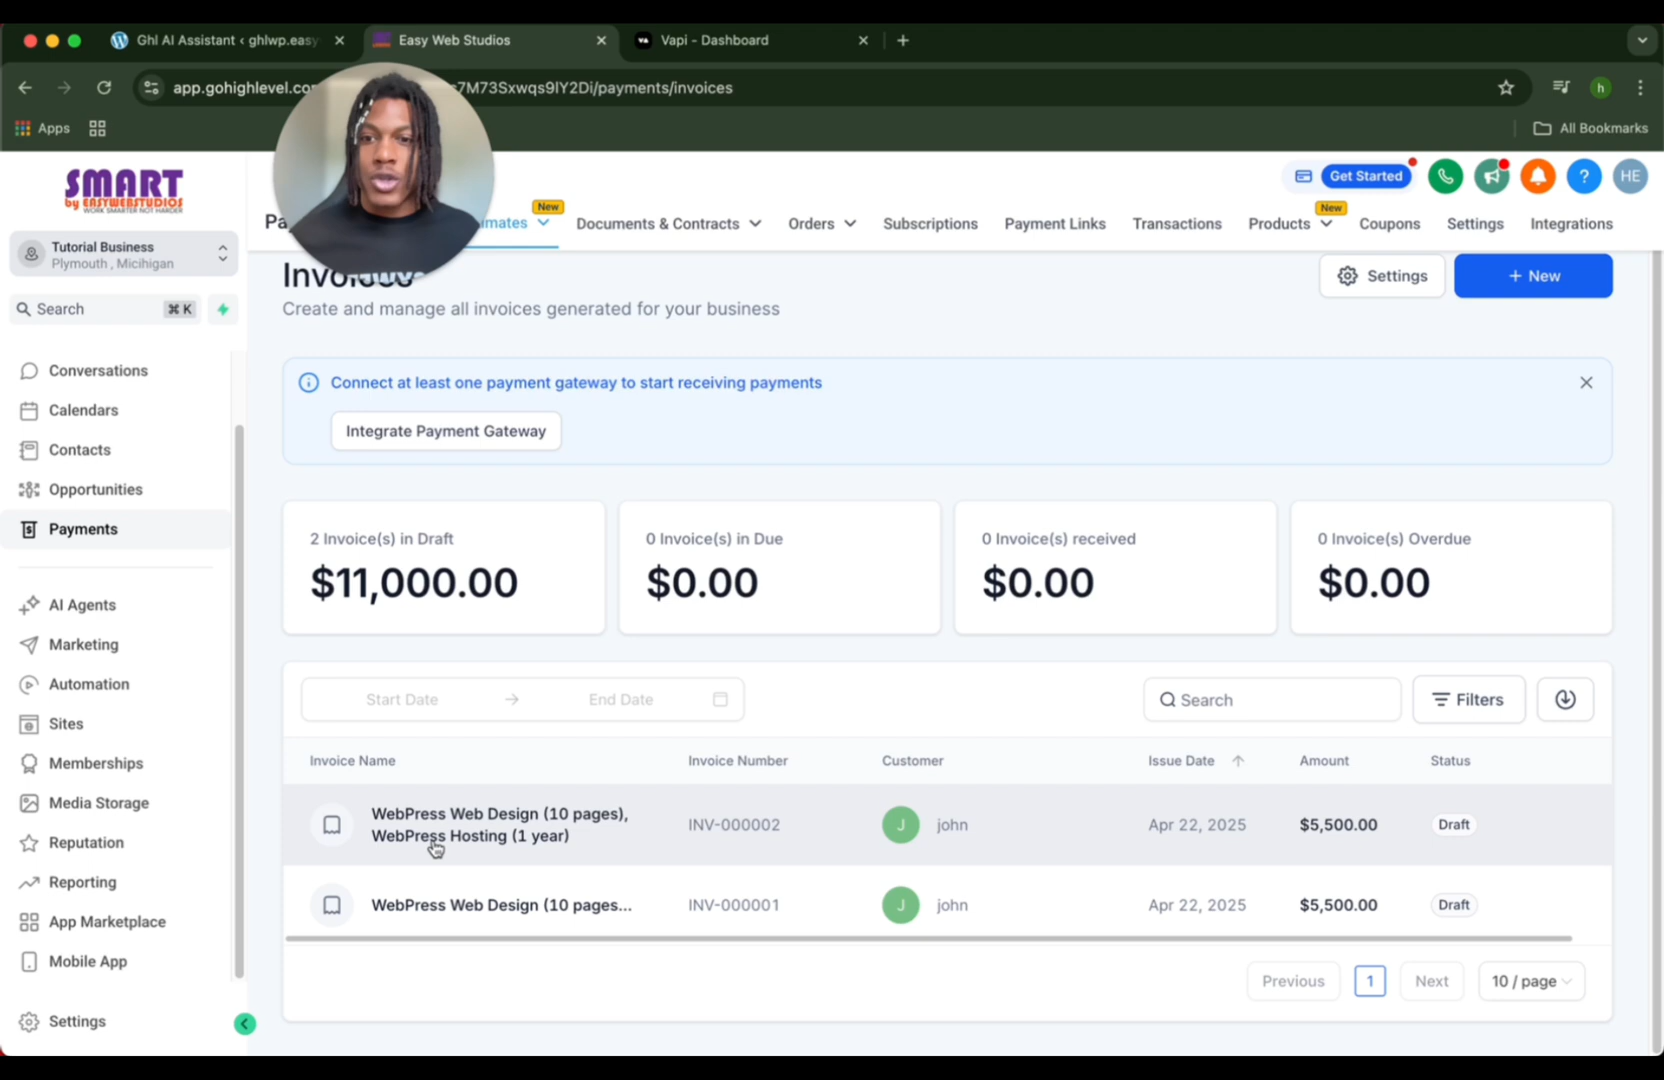 Ghl AI Assistant ‹ ghlwp.easy
Easy Web Studios
Vapi - Dashboard
app.gohighlevel.co
s7M73Sxwqs9lY2Di/payments/invoices
h
Apps
All Bookmarks
SMART
by EASYWEBSTUDIOS
WORK SMARTER NOT HARDER
Get Started
HE
New
New
Documents & Contracts
Orders
Subscriptions
Payment Links
Transactions
Products
Coupons
Settings
Integrations
Tutorial Business
Plymouth , Micihigan
Search
⌘ K
Conversations
Calendars
Contacts
Opportunities
Payments
AI Agents
Marketing
Automation
Sites
Memberships
Media Storage
Reputation
Reporting
App Marketplace
Mobile App
Settings
Invoices
Create and manage all invoices generated for your business
Settings
+ New
Connect at least one payment gateway to start receiving payments
Integrate Payment Gateway
2 Invoice(s) in Draft
$11,000.00
0 Invoice(s) in Due
$0.00
0 Invoice(s) received
$0.00
0 Invoice(s) Overdue
$0.00
Start Date
End Date
Search
Filters
Invoice Name
Invoice Number
Customer
Issue Date
Amount
Status
WebPress Web Design (10 pages),
WebPress Hosting (1 year)
INV-000002
J
john
Apr 22, 2025
$5,500.00
Draft
WebPress Web Design (10 pages...
INV-000001
J
john
Apr 22, 2025
$5,500.00
Draft
Previous
1
Next
10 / page